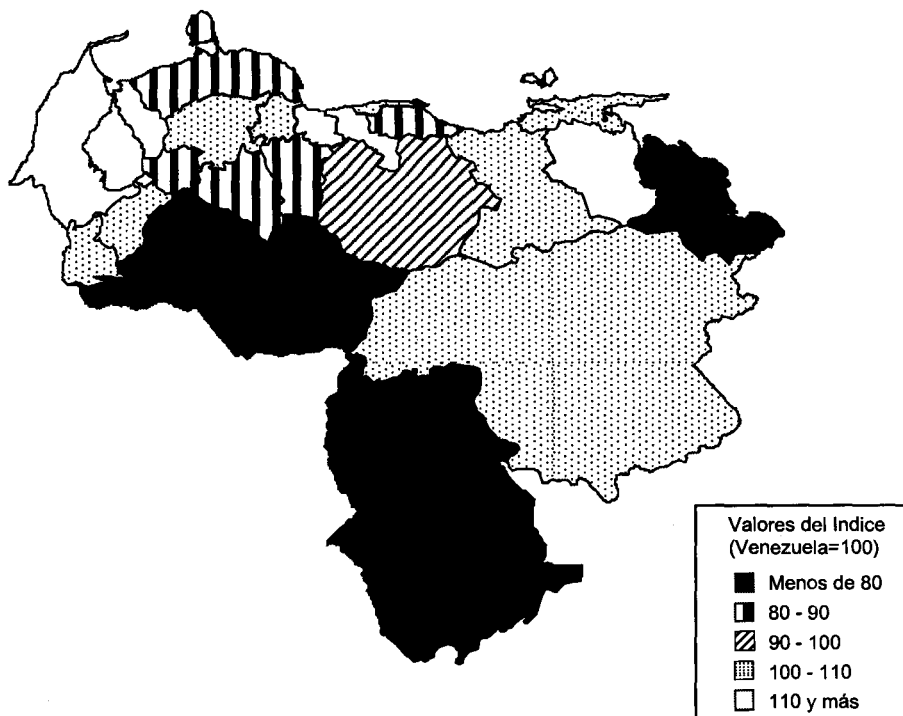 Valores del Indice
(Venezuela=100)
Menos de 80
80 - 90
90 - 100
100 - 110
110 y más